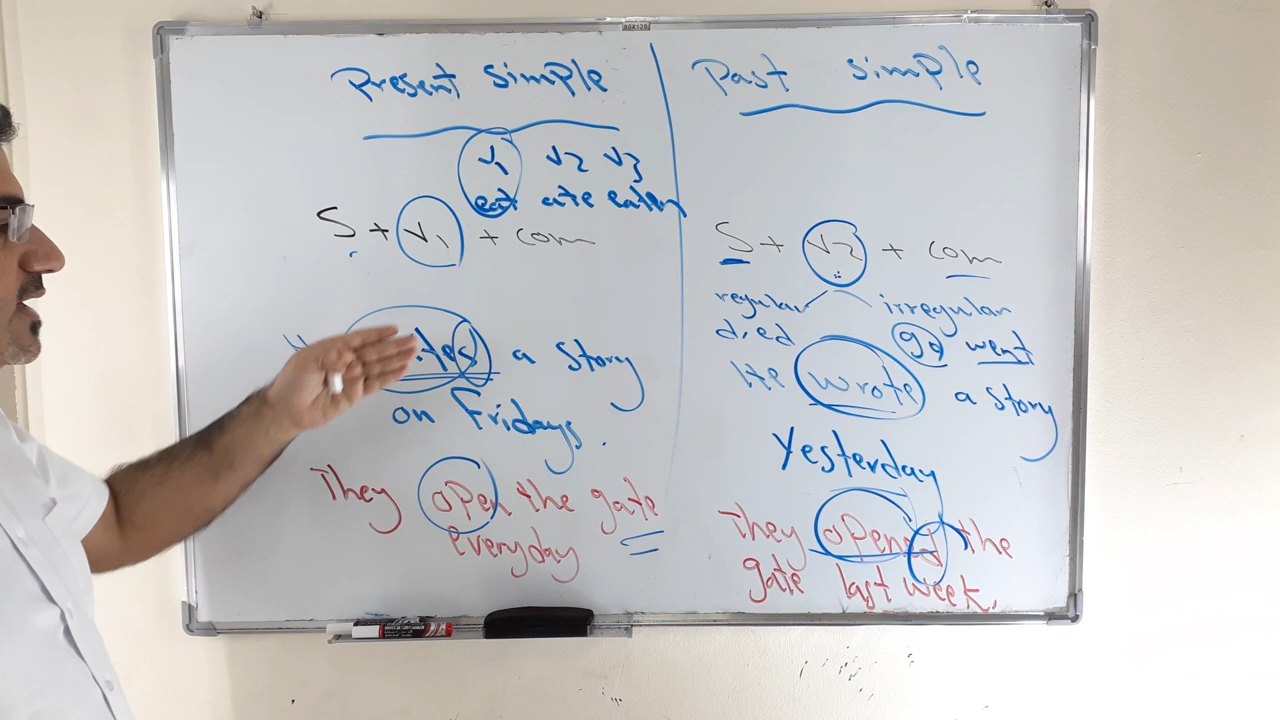 Present simple
V1 V2 V3
eat ate eaten
S + V1 + com
a story
on Fridays.
They open the gate
everyday
Past simple
S + V2 + com
regular irregular
d,ed go went
He wrote a story
Yesterday
They opened the
gate last week.